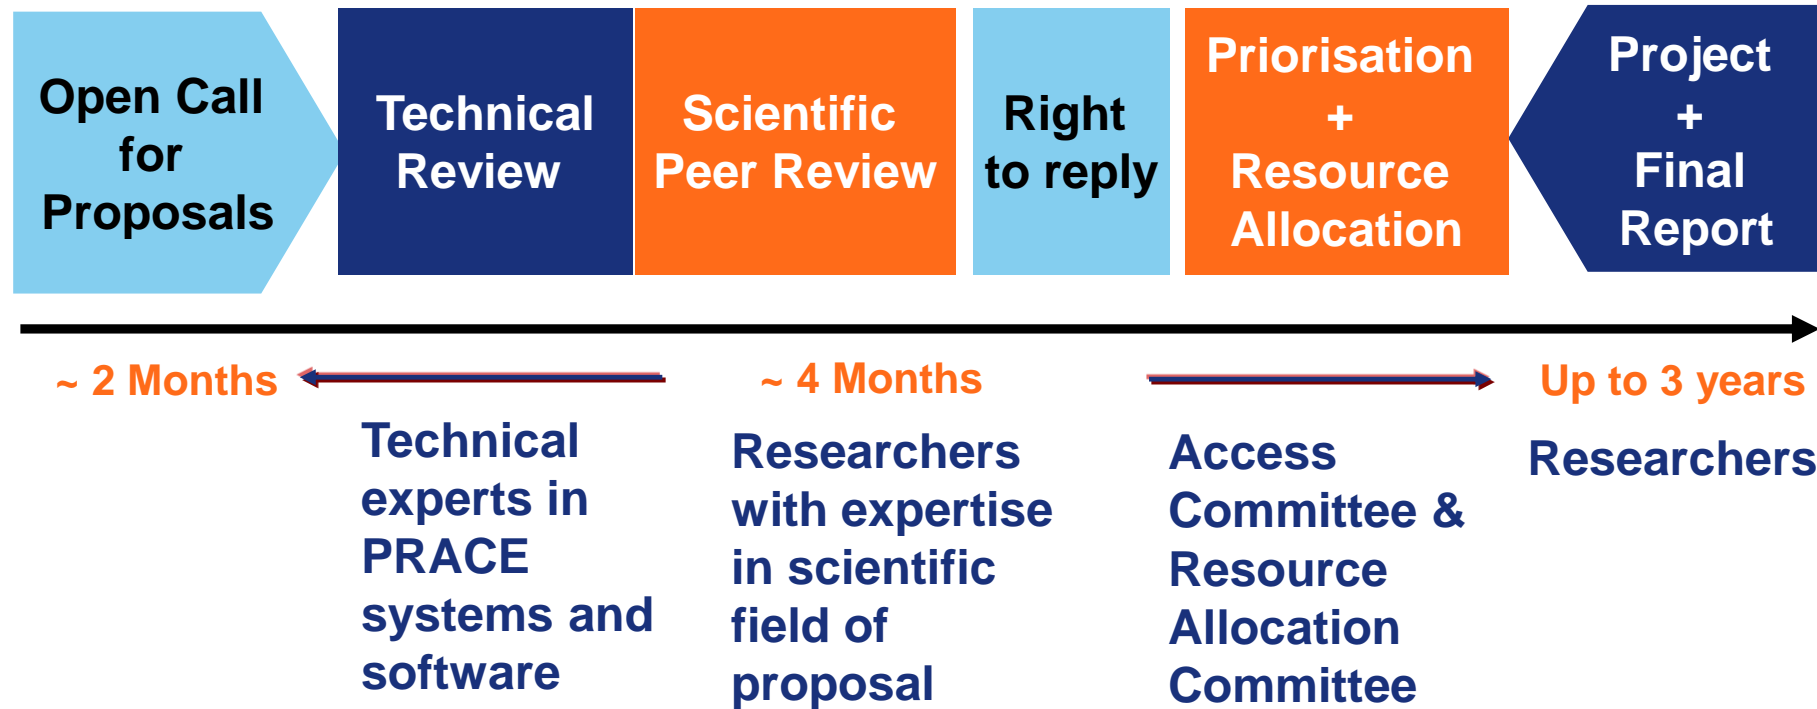 Open Call
for
Proposals
Technical
Review
Scientific
Peer Review
Right
to reply
Priorisation
+
Resource
Allocation
Project
+
Final
Report
~ 2 Months
~ 4 Months
Up to 3 years
Technical
experts in
PRACE
systems and
software
Researchers
with expertise
in scientific
field of
proposal
Access
Committee &
Resource
Allocation
Committee
Researchers